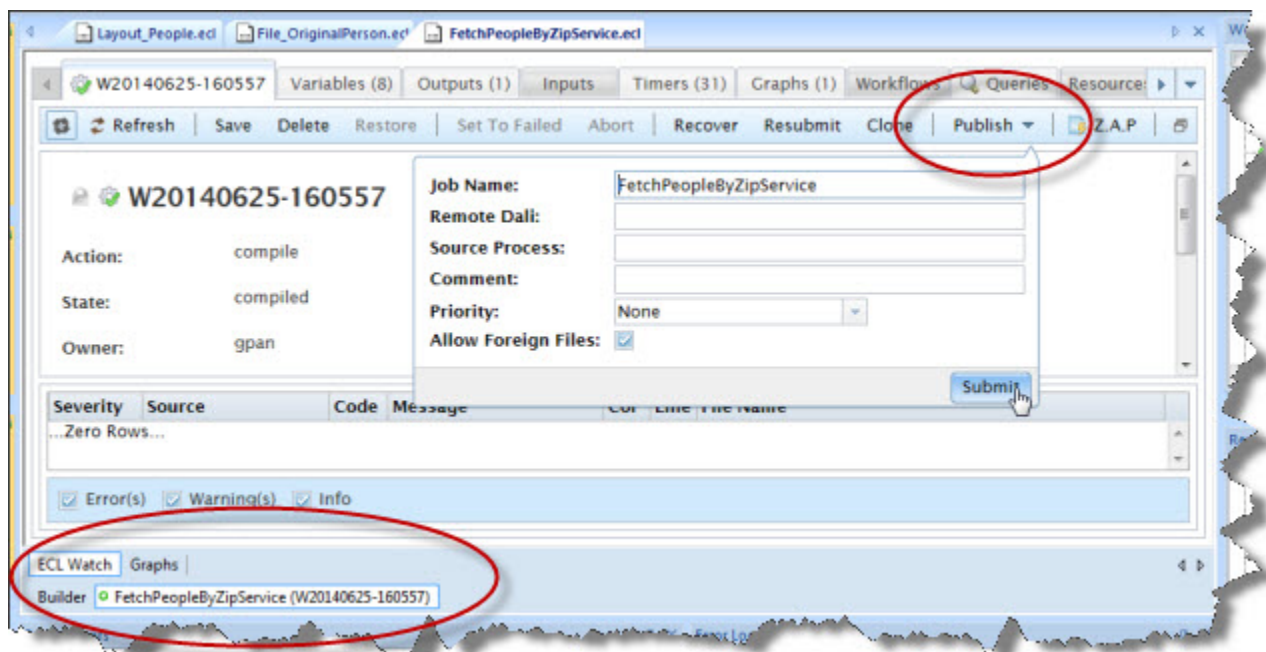 Layout_People.ecl File_OriginalPerson.ecl FetchPeopleByZipService.ecl
W20140625-160557 Variables (8) Outputs (1) Inputs Timers (31) Graphs (1) Workflows Queries Resource
Refresh Save Delete Restore Set To Failed Abort Recover Resubmit Clone Publish Z.A.P
W20140625-160557
Action: compile
State: compiled
Owner: gpan
Job Name: FetchPeopleByZipService
Remote Dali:
Source Process:
Comment:
Priority: None
Allow Foreign Files:
Submit
Severity Source Code Message Col Line File Name
...Zero Rows...
Error(s) Warning(s) Info
ECL Watch Graphs
Builder FetchPeopleByZipService (W20140625-160557)